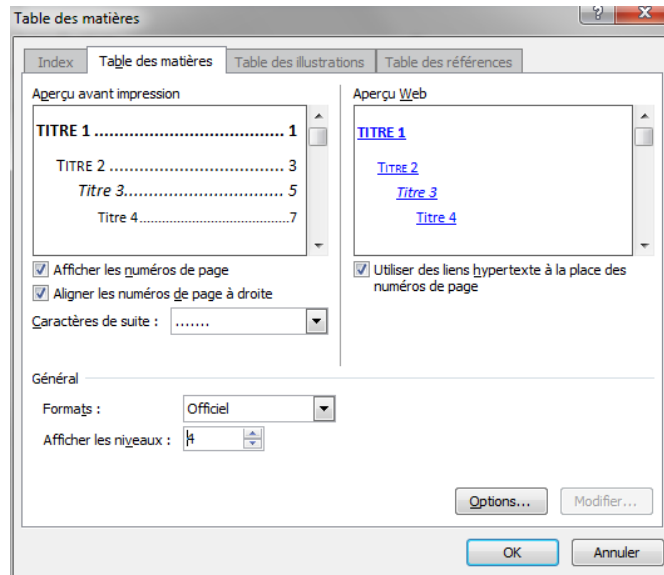 Table des matières
Index
Table des matières
Table des illustrations
Table des références
Aperçu avant impression
TITRE 1 ................................... 1
TITRE 2 ................................ 3
Titre 3................................ 5
Titre 4........................................7
Afficher les numéros de page
Aligner les numéros de page à droite
Caractères de suite : .......
Aperçu Web
TITRE 1
TITRE 2
Titre 3
Titre 4
Utiliser des liens hypertexte à la place des
numéros de page
Général
Formats : Officiel
Afficher les niveaux : 4
Options...
Modifier...
OK
Annuler